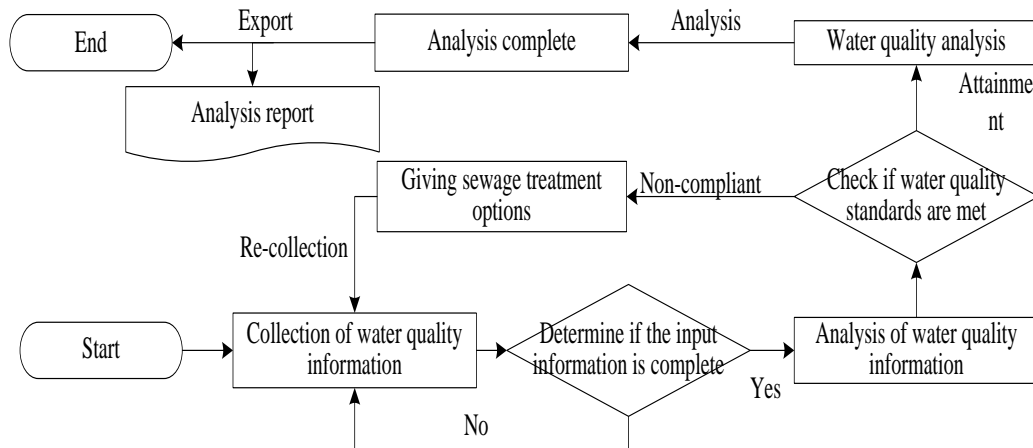 Export
Analysis
End
Analysis complete
Water quality analysis
Analysis report
Attainme
nt
Giving sewage treatment
options
Non-compliant
Check if water quality
standards are met
Re-collection
Start
Collection of water quality
information
Determine if the input
information is complete
Analysis of water quality
information
Yes
No